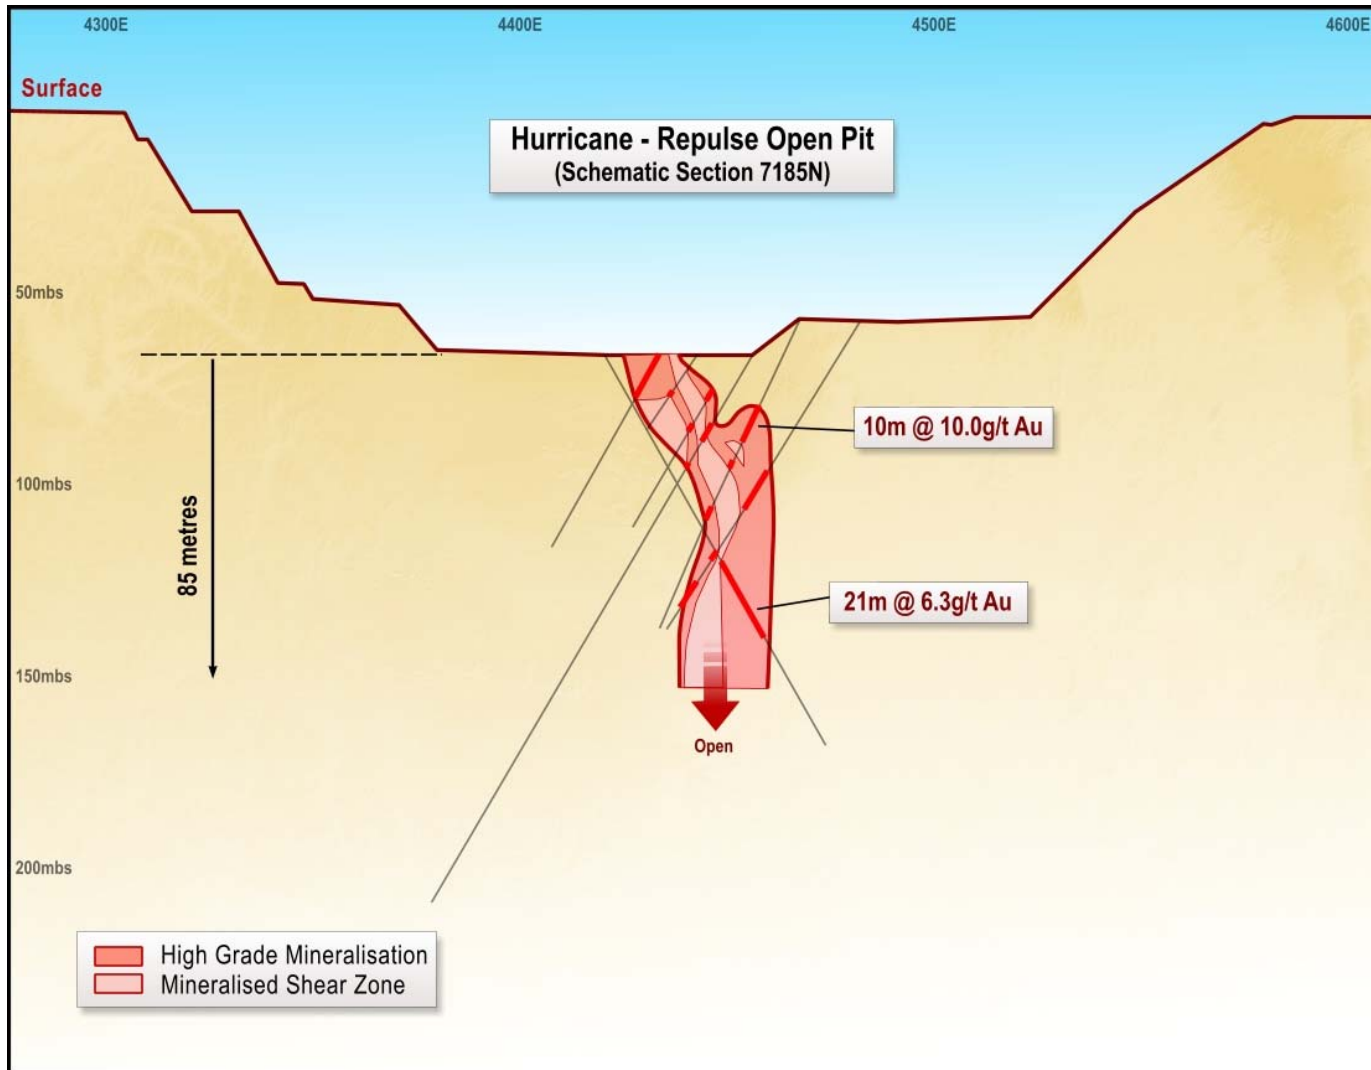 4300E
4400E
4500E
4600E
Surface
Hurricane - Repulse Open Pit
(Schematic Section 7185N)
50mbs
10m @ 10.0g/t Au
100mbs
85 metres
21m @ 6.3g/t Au
150mbs
Open
200mbs
High Grade Mineralisation
Mineralised Shear Zone